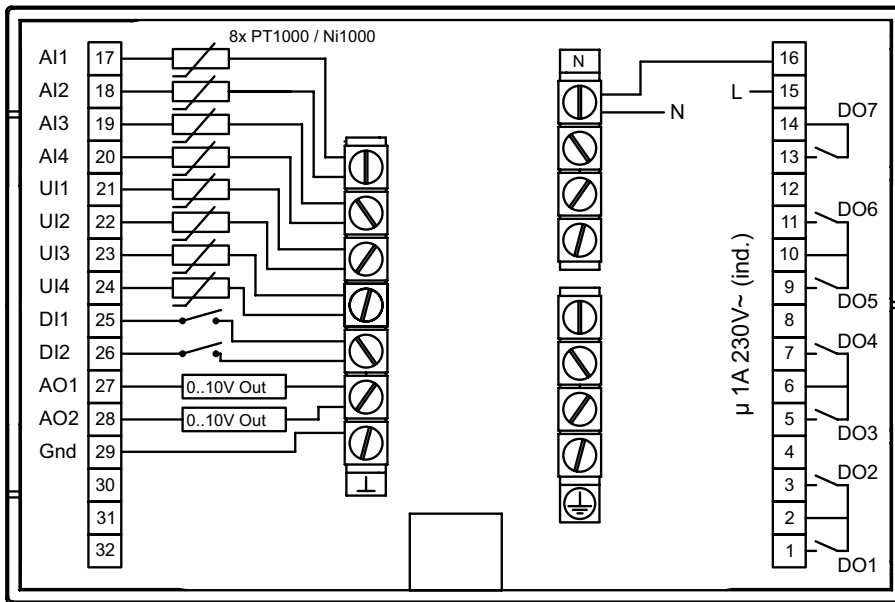 8x PT1000 / Ni1000
AI1 17
AI2 18
AI3 19
AI4 20
UI1 21
UI2 22
UI3 23
UI4 24
DI1 25
DI2 26
AO1 27 0..10V Out
AO2 28 0..10V Out
Gnd 29
30
31
32
N
N
16
L 15
14 DO7
13
12
11 DO6
10
9 DO5
8
7 DO4
6
5 DO3
4
3 DO2
2
1 DO1
µ 1A 230V~ (ind.)